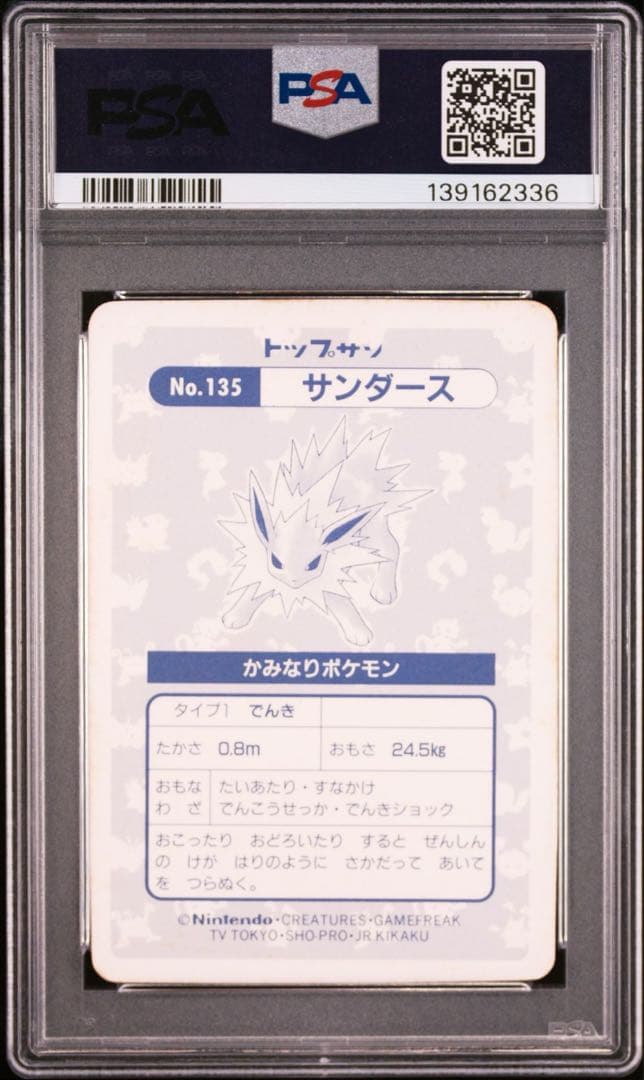 PSA
PSA
139162336
トップサン
No.135 サンダース
かみなりポケモン
タイプ1 でんき
たかさ 0.8m おもさ 24.5kg
おもな たいあたり・すなかけ
わざ でんこうせっか・でんきショック
おこったり おどろいたり すると ぜんしん
の けが はりのように さかだって あいて
を つらぬく。
©Nintendo・CREATURES・GAMEFREAK
TV TOKYO・SHO-PRO・JR KIKAKU
PSA